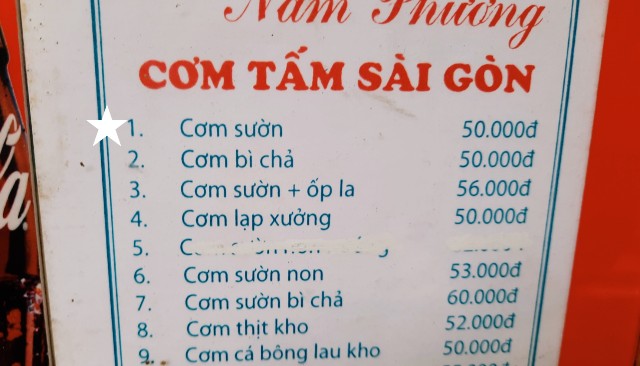 Nam Phương
CƠM TẤM SÀI GÒN
1. Cơm sườn 50.000đ
2. Cơm bì chả 50.000đ
3. Cơm sườn + ốp la 56.000đ
4. Cơm lạp xưởng 50.000đ
5.
6. Cơm sườn non 53.000đ
7. Cơm sườn bì chả 60.000đ
8. Cơm thịt kho 52.000đ
9. Cơm cá bông lau kho 50.000đ